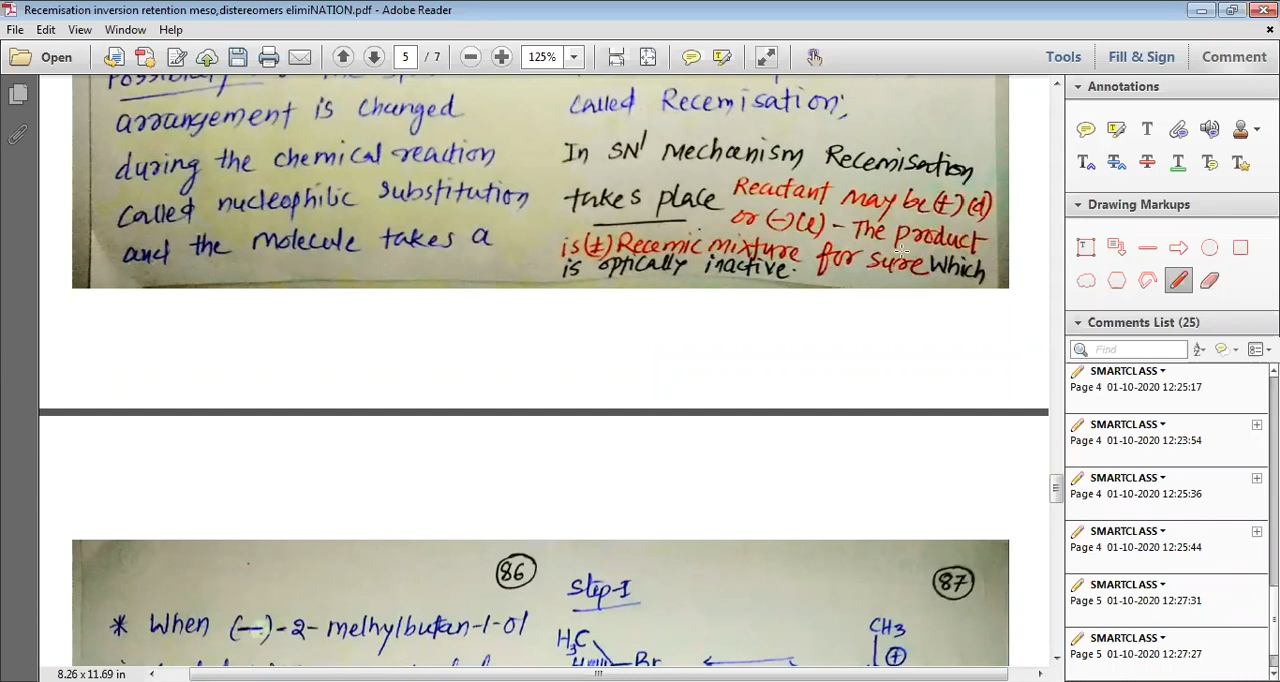 Recemisation inversion retention meso,distereomers elimiNATION.pdf - Adobe Reader
File Edit View Window Help
Open 5 / 7 125% Tools Fill & Sign Comment
Annotations
Drawing Markups
Comments List (25)
Find
SMARTCLASS
Page 4 01-10-2020 12:25:17
SMARTCLASS
Page 4 01-10-2020 12:23:54
SMARTCLASS
Page 4 01-10-2020 12:25:36
SMARTCLASS
Page 4 01-10-2020 12:25:44
SMARTCLASS
Page 5 01-10-2020 12:27:31
SMARTCLASS
Page 5 01-10-2020 12:27:27
arrangement is changed
during the chemical reaction
called nucleophilic substitution
and the molecule takes a
called Recemisation;
In SN1 Mechanism Recemisation
takes place Reactant may be (+) (d)
or (-) (l) - The product
is (±) Recemic mixture for sure which
is optically inactive.
86
* When (-)-2-methylbutan-1-ol
87
Step-I
H3C
H
Br
CH3
+
8.26 x 11.69 in